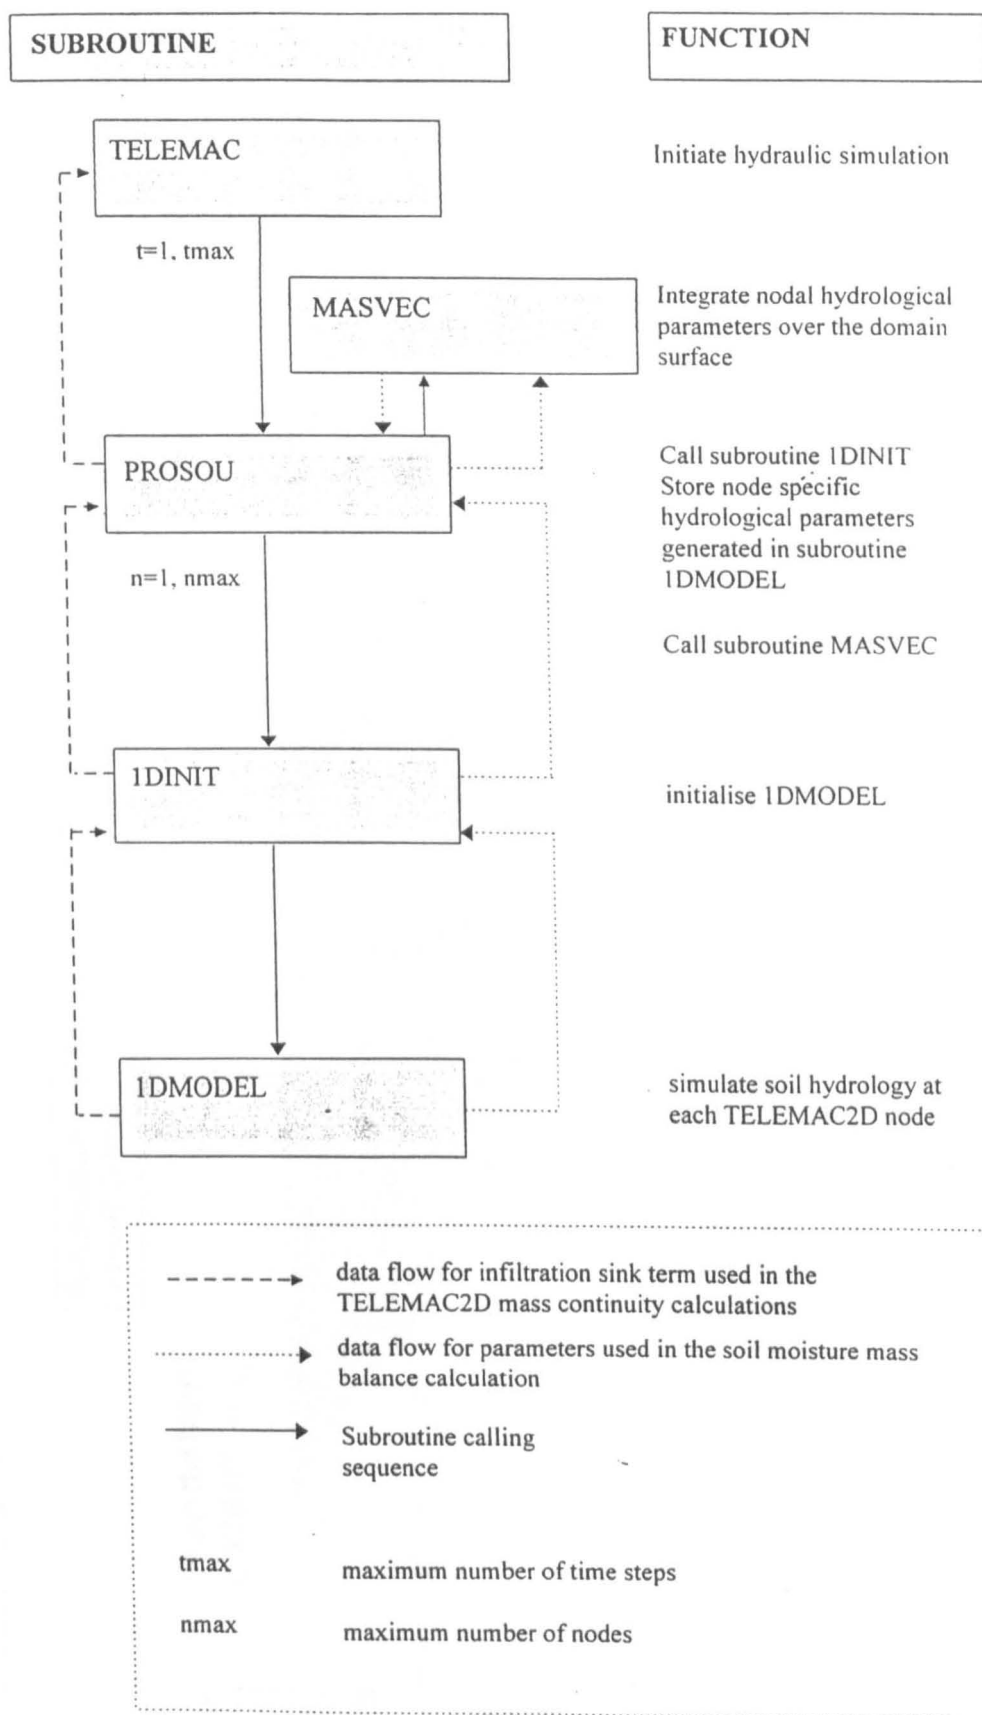 SUBROUTINE
FUNCTION
TELEMAC
Initiate hydraulic simulation
t=1, tmax
MASVEC
Integrate nodal hydrological
parameters over the domain
surface
PROSOU
Call subroutine 1DINIT
Store node specific
hydrological parameters
generated in subroutine
1DMODEL
n=1, nmax
Call subroutine MASVEC
1DINIT
initialise 1DMODEL
1DMODEL
simulate soil hydrology at
each TELEMAC2D node
data flow for infiltration sink term used in the
TELEMAC2D mass continuity calculations
data flow for parameters used in the soil moisture mass
balance calculation
Subroutine calling
sequence
tmax maximum number of time steps
nmax maximum number of nodes